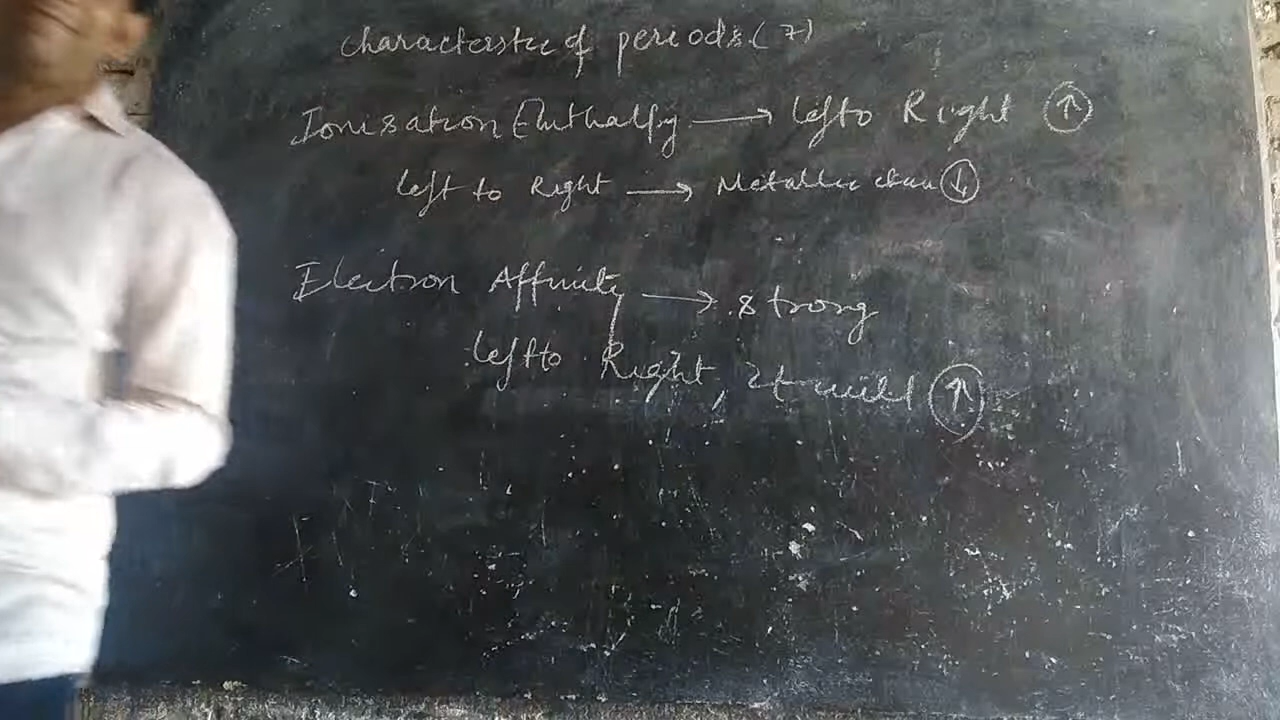 characterstic of periods (7)
Ionisation Enthalpy → left to Right ↑
left to Right → Metallic char ↓
Electron Affinity → strong
left to Right, it will ↑